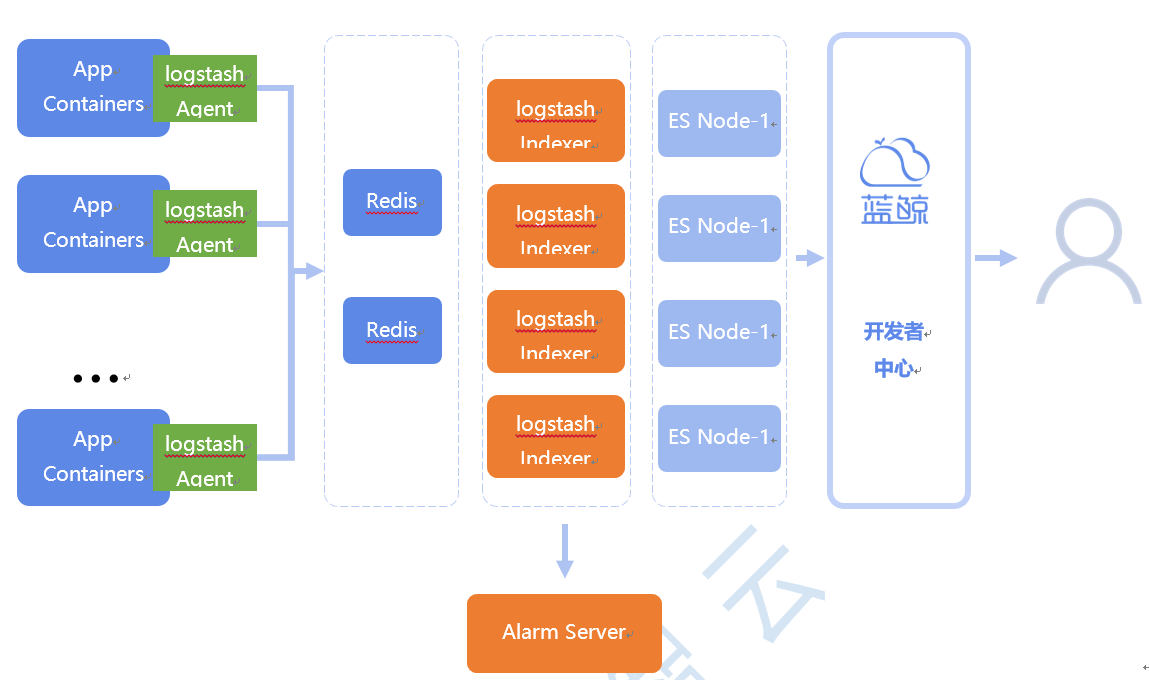 App
Containers
logstash
Agent
App
Containers
logstash
Agent
...
App
Containers
logstash
Agent
Redis
Redis
logstash
Indexer
logstash
Indexer
logstash
Indexer
logstash
Indexer
ES Node-1
ES Node-1
ES Node-1
ES Node-1
蓝鲸
开发者
中心
Alarm Server
云